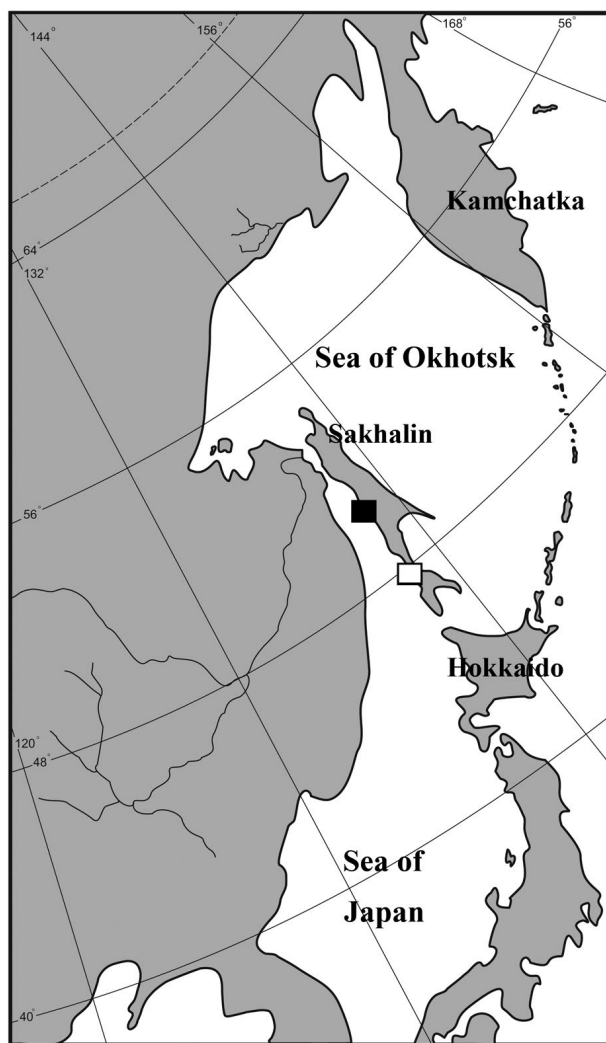 144°
156°
168°
56°
Kamchatka
64°
132°
Sea of Okhotsk
Sakhalin
56°
Hokkaido
120°
48°
Sea of
Japan
40°